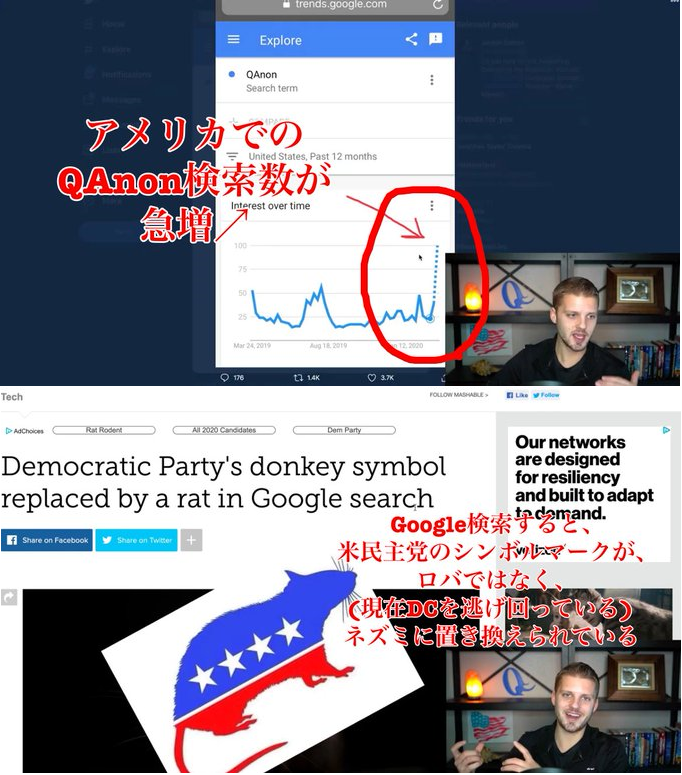 trends.google.com
Explore
QAnon
Search term
Home
Explore
Notifications
Messages
COMPARE
United States, Past 12 months
アメリカでの
QAnon検索数が
急増↗
Interest over time
100
75
50
25
Mar 24, 2019
Aug 18, 2019
12, 2020
176
1.4K
3.7K
Q
Tech
FOLLOW MASHABLE >
Like
Follow
AdChoices
Rat Rodent
All 2020 Candidates
Dem Party
Democratic Party's donkey symbol
replaced by a rat in Google search
Share on Facebook
Share on Twitter
Our networks
are designed
for resiliency
and built to adapt
to demand.
Google検索すると、
米民主党のシンボルマークが、
ロバではなく、
(現在DCを逃げ回っている)
ネズミに置き換えられている
Q